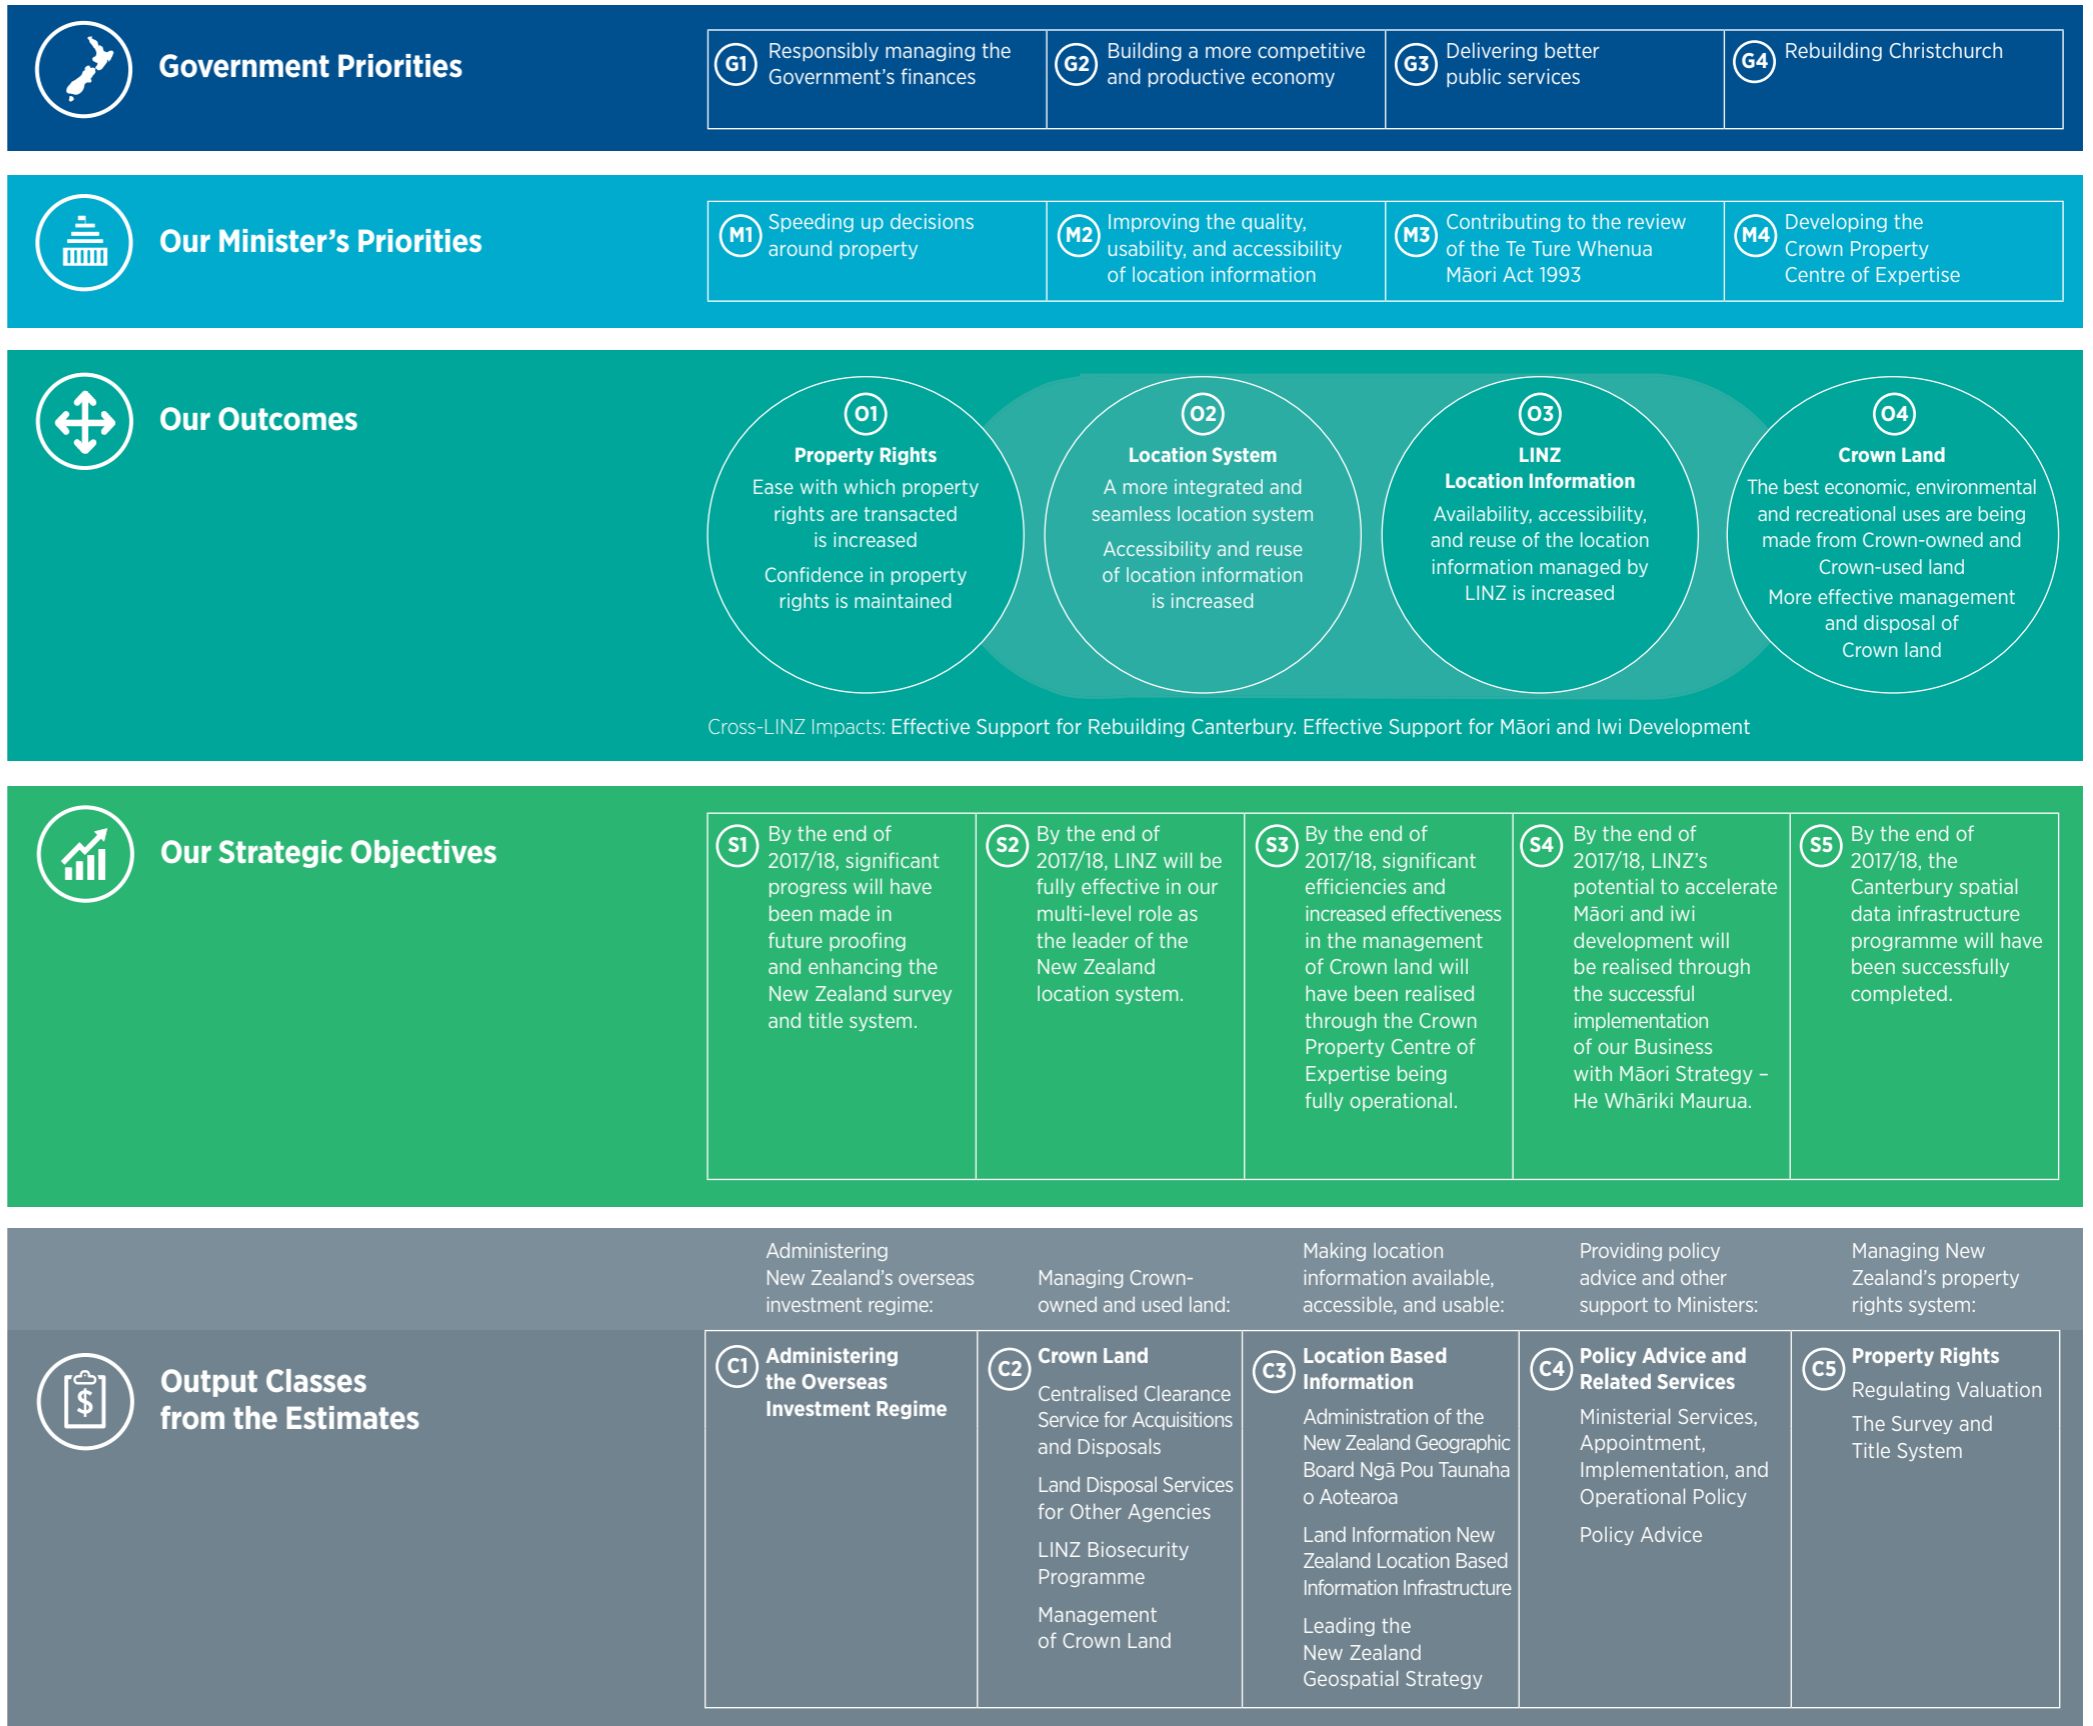 Government Priorities
G1
Responsibly managing the
Government’s finances
G2
Building a more competitive
and productive economy
G3
Delivering better
public services
G4
Rebuilding Christchurch
Our Minister’s Priorities
M1
Speeding up decisions
around property
M2
Improving the quality,
usability, and accessibility
of location information
M3
Contributing to the review
of the Te Ture Whenua
Māori Act 1993
M4
Developing the
Crown Property
Centre of Expertise
Our Outcomes
O1
Property Rights
Ease with which property
rights are transacted
is increased
Confidence in property
rights is maintained
O2
Location System
A more integrated and
seamless location system
Accessibility and reuse
of location information
is increased
O3
LINZ
Location Information
Availability, accessibility,
and reuse of the location
information managed by
LINZ is increased
O4
Crown Land
The best economic, environmental
and recreational uses are being
made from Crown-owned and
Crown-used land
More effective management
and disposal of
Crown land
Cross-LINZ Impacts: Effective Support for Rebuilding Canterbury. Effective Support for Māori and Iwi Development
Our Strategic Objectives
S1
By the end of
2017/18, significant
progress will have
been made in
future proofing
and enhancing the
New Zealand survey
and title system.
S2
By the end of
2017/18, LINZ will be
fully effective in our
multi-level role as
the leader of the
New Zealand
location system.
S3
By the end of
2017/18, significant
efficiencies and
increased effectiveness
in the management
of Crown land will
have been realised
through the Crown
Property Centre of
Expertise being
fully operational.
S4
By the end of
2017/18, LINZ’s
potential to accelerate
Māori and iwi
development will
be realised through
the successful
implementation
of our Business
with Māori Strategy –
He Whāriki Maurua.
S5
By the end of
2017/18, the
Canterbury spatial
data infrastructure
programme will have
been successfully
completed.
Output Classes
from the Estimates
Administering
New Zealand’s overseas
investment regime:
C1
Administering
the Overseas
Investment Regime
Managing Crown-
owned and used land:
C2
Crown Land
Centralised Clearance
Service for Acquisitions
and Disposals
Land Disposal Services
for Other Agencies
LINZ Biosecurity
Programme
Management
of Crown Land
Making location
information available,
accessible, and usable:
C3
Location Based
Information
Administration of the
New Zealand Geographic
Board Ngā Pou Taunaha
o Aotearoa
Land Information New
Zealand Location Based
Information Infrastructure
Leading the
New Zealand
Geospatial Strategy
Providing policy
advice and other
support to Ministers:
C4
Policy Advice and
Related Services
Ministerial Services,
Appointment,
Implementation, and
Operational Policy
Policy Advice
Managing New
Zealand’s property
rights system:
C5
Property Rights
Regulating Valuation
The Survey and
Title System